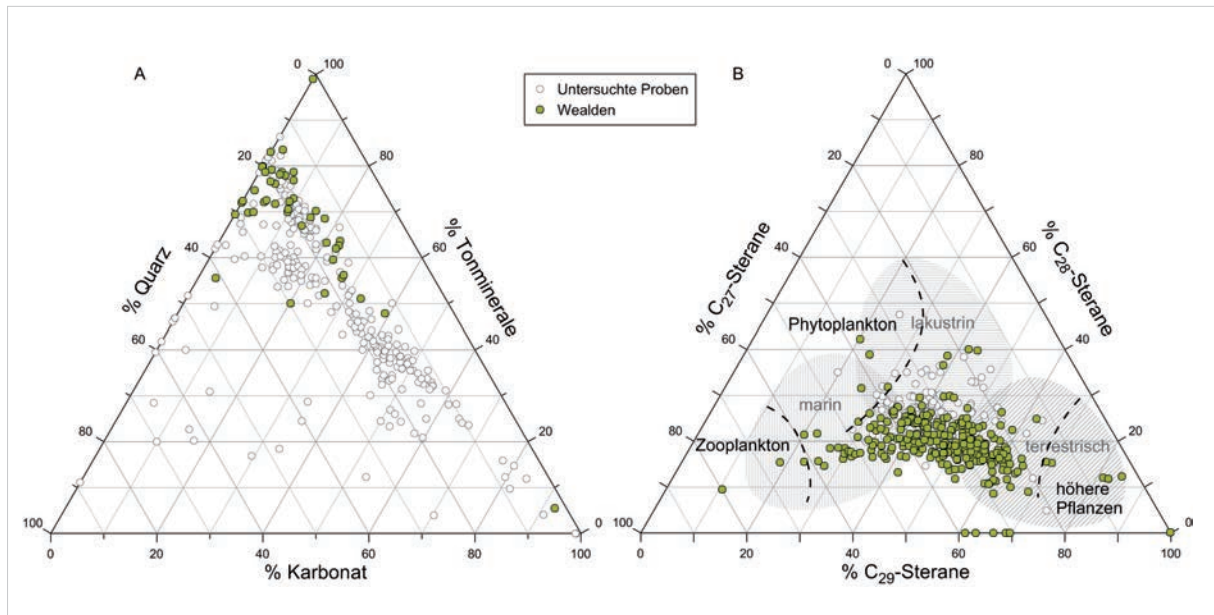 A
0
100
Untersuchte Proben
Wealden
B
0
100
20
80
20
80
% Quarz
% Tonminerale
40
60
% C27-Sterane
% C28-Sterane
40
60
Phytoplankton
lakustrin
60
40
60
40
marin
80
20
Zooplankton
80
20
terrestrisch
höhere
Pflanzen
100
0
100
0
0
20
40
60
80
100
0
20
40
60
80
100
% Karbonat
% C29-Sterane